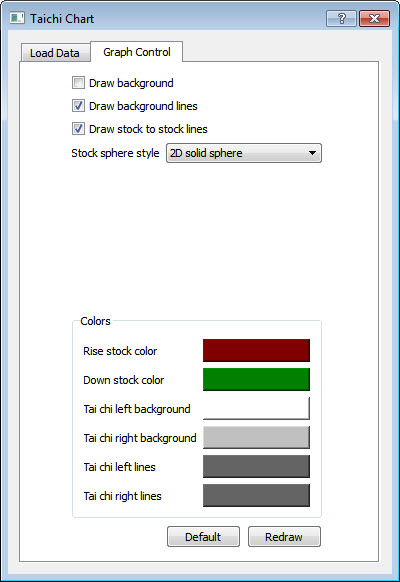 Taichi Chart
?
Load Data
Graph Control
Draw background
Draw background lines
Draw stock to stock lines
Stock sphere style 2D solid sphere
Colors
Rise stock color
Down stock color
Tai chi left background
Tai chi right background
Tai chi left lines
Tai chi right lines
Default Redraw